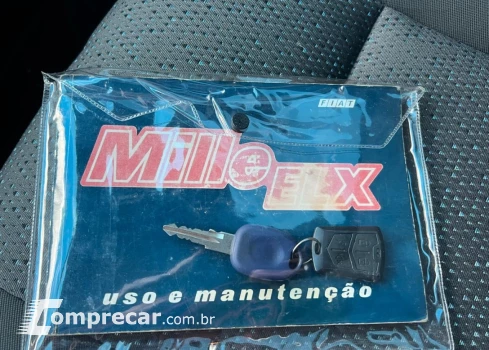 FIAT
Mille
ELX
uso e manutenção
Comprecar.com.br